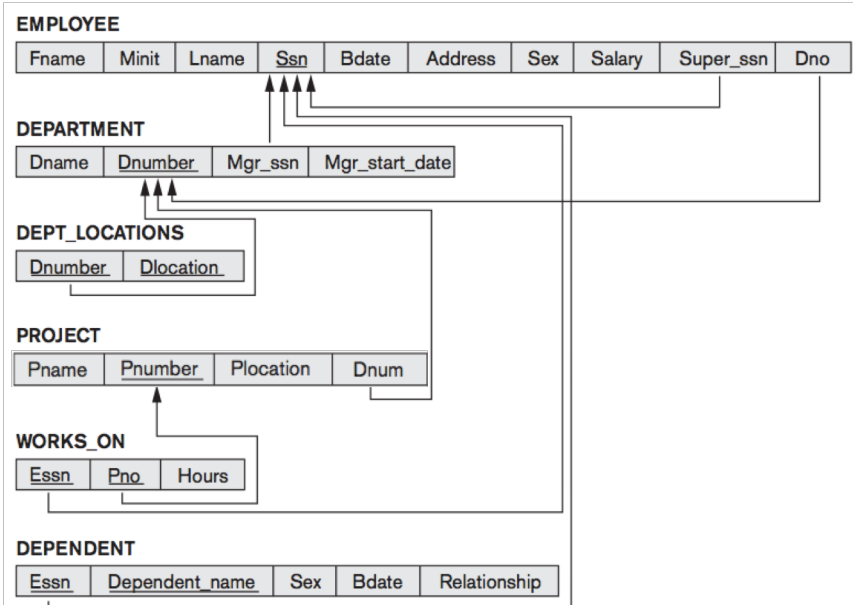 EMPLOYEE
Fname Minit Lname Ssn Bdate Address Sex Salary Super_ssn Dno
DEPARTMENT
Dname Dnumber Mgr_ssn Mgr_start_date
DEPT_LOCATIONS
Dnumber Dlocation
PROJECT
Pname Pnumber Plocation Dnum
WORKS_ON
Essn Pno Hours
DEPENDENT
Essn Dependent_name Sex Bdate Relationship